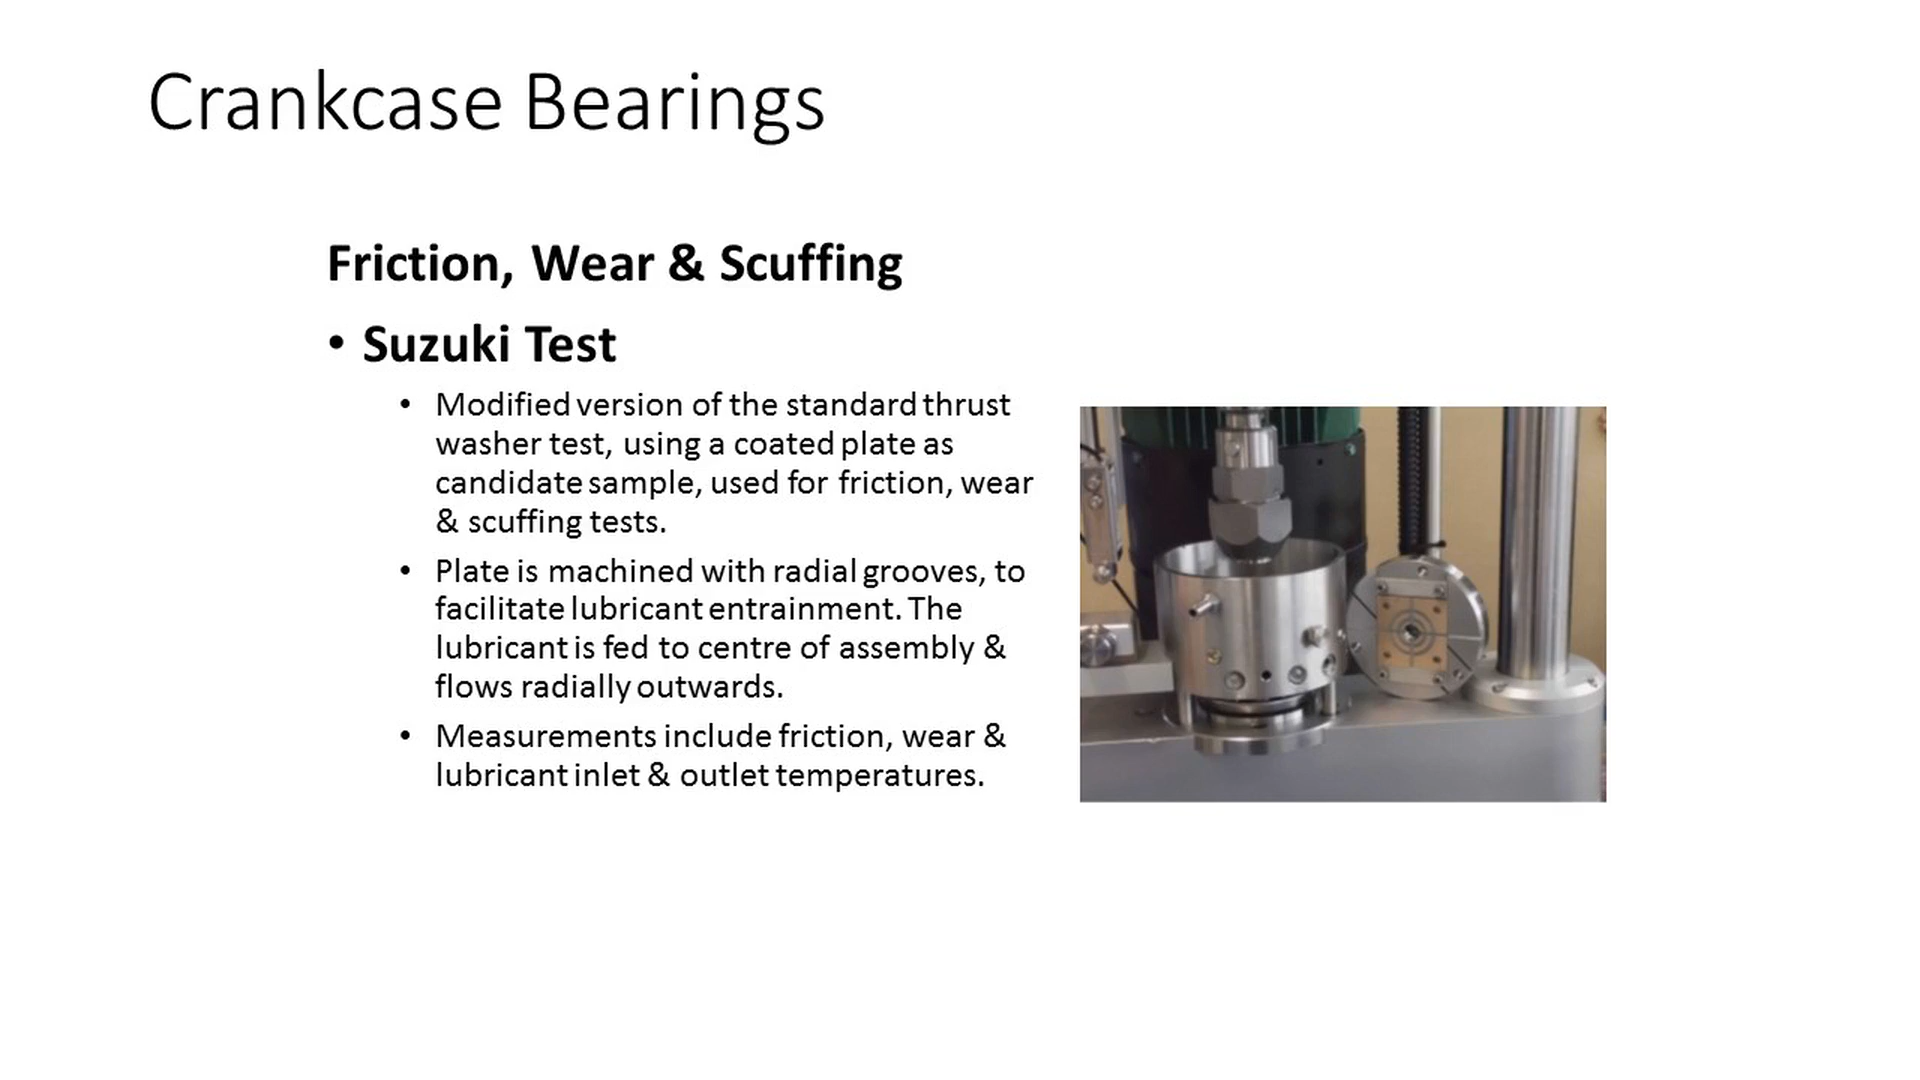 Crankcase Bearings
Friction, Wear & Scuffing
• Suzuki Test
• Modified version of the standard thrust
washer test, using a coated plate as
candidate sample, used for friction, wear
& scuffing tests.
• Plate is machined with radial grooves, to
facilitate lubricant entrainment. The
lubricant is fed to centre of assembly &
flows radially outwards.
• Measurements include friction, wear &
lubricant inlet & outlet temperatures.